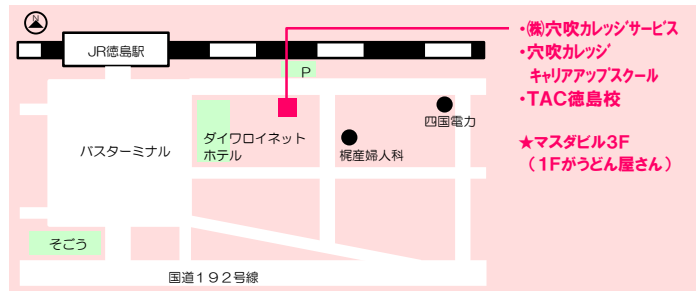 N
JR徳島駅
・㈱穴吹カレッジサービス
・穴吹カレッジ
キャリアアップスクール
・TAC徳島校
P
四国電力
ダイワロイネット
ホテル
梶産婦人科
バスターミナル
★マスダビル3F
(1Fがうどん屋さん)
そごう
国道192号線